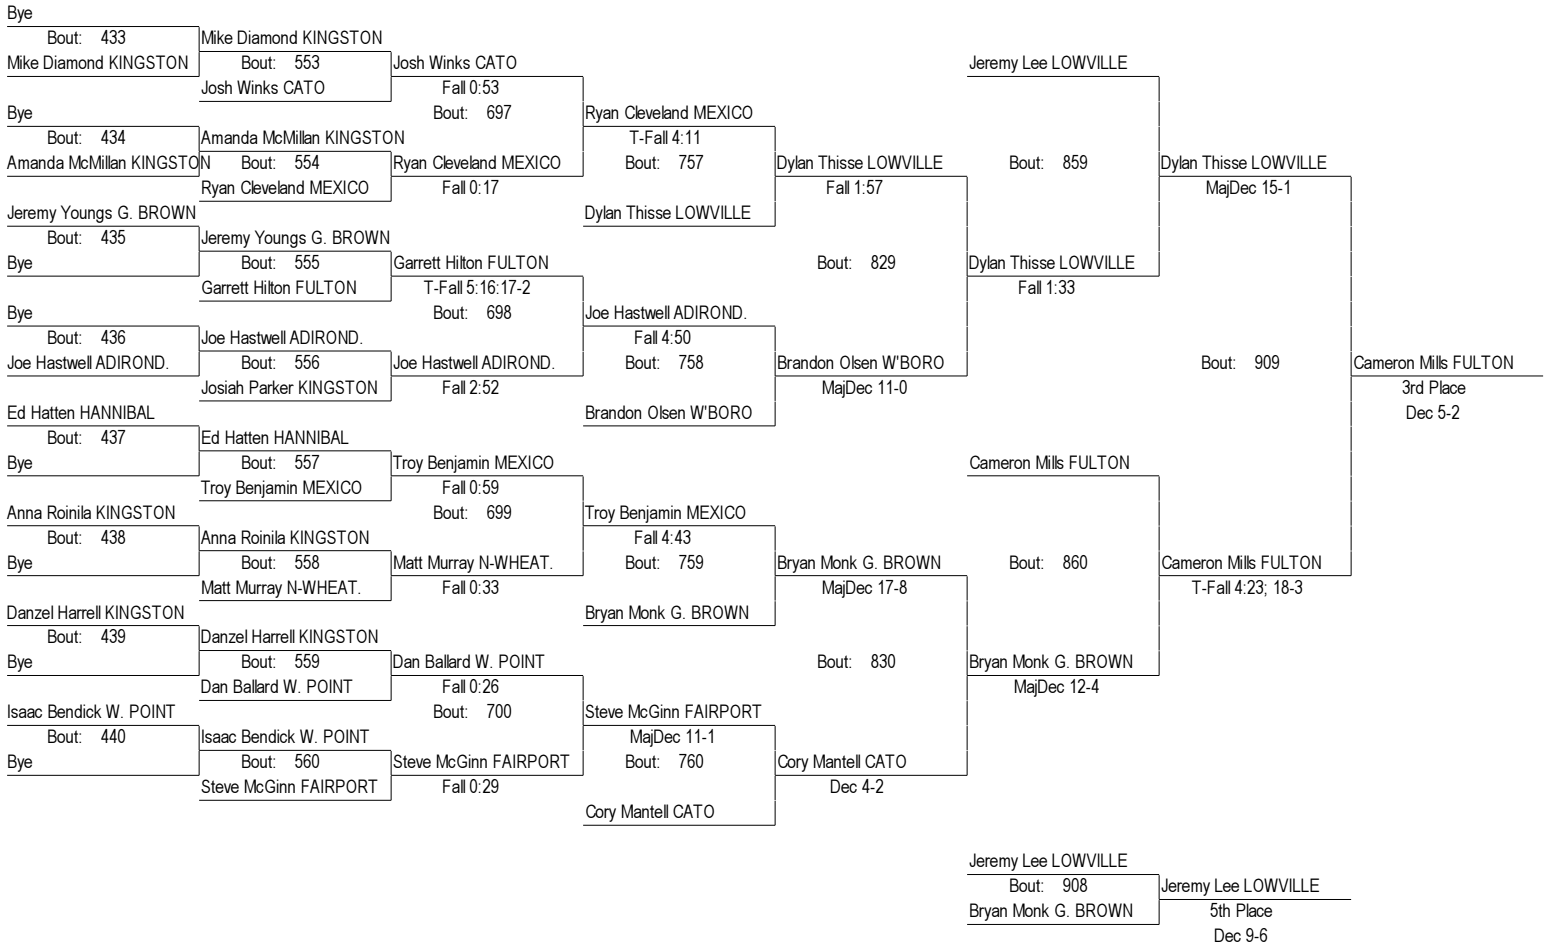 Bye
Bout: 433
Mike Diamond KINGSTON
Bye
Bout: 434
Amanda McMillan KINGSTON
Jeremy Youngs G. BROWN
Bout: 435
Bye
Bye
Bout: 436
Joe Hastwell ADIROND.
Ed Hatten HANNIBAL
Bout: 437
Bye
Anna Roinila KINGSTON
Bout: 438
Bye
Danzel Harrell KINGSTON
Bout: 439
Bye
Isaac Bendick W. POINT
Bout: 440
Bye
Mike Diamond KINGSTON
Bout: 553
Josh Winks CATO
Amanda McMillan KINGSTON
Bout: 554
Ryan Cleveland MEXICO
Jeremy Youngs G. BROWN
Bout: 555
Garrett Hilton FULTON
Joe Hastwell ADIROND.
Bout: 556
Josiah Parker KINGSTON
Ed Hatten HANNIBAL
Bout: 557
Troy Benjamin MEXICO
Anna Roinila KINGSTON
Bout: 558
Matt Murray N-WHEAT.
Danzel Harrell KINGSTON
Bout: 559
Dan Ballard W. POINT
Isaac Bendick W. POINT
Bout: 560
Steve McGinn FAIRPORT
Josh Winks CATO
Fall 0:53
Bout: 697
Ryan Cleveland MEXICO
Fall 0:17
Garrett Hilton FULTON
T-Fall 5:16:17-2
Bout: 698
Joe Hastwell ADIROND.
Fall 2:52
Troy Benjamin MEXICO
Fall 0:59
Bout: 699
Matt Murray N-WHEAT.
Fall 0:33
Dan Ballard W. POINT
Fall 0:26
Bout: 700
Steve McGinn FAIRPORT
Fall 0:29
Ryan Cleveland MEXICO
T-Fall 4:11
Bout: 757
Dylan Thisse LOWVILLE
Joe Hastwell ADIROND.
Fall 4:50
Bout: 758
Brandon Olsen W'BORO
Troy Benjamin MEXICO
Fall 4:43
Bout: 759
Bryan Monk G. BROWN
Steve McGinn FAIRPORT
MajDec 11-1
Bout: 760
Cory Mantell CATO
Dylan Thisse LOWVILLE
Fall 1:57
Bout: 829
Brandon Olsen W'BORO
MajDec 11-0
Bryan Monk G. BROWN
MajDec 17-8
Bout: 830
Cory Mantell CATO
Dec 4-2
Jeremy Lee LOWVILLE
Bout: 859
Dylan Thisse LOWVILLE
Fall 1:33
Cameron Mills FULTON
Bout: 860
Bryan Monk G. BROWN
MajDec 12-4
Dylan Thisse LOWVILLE
MajDec 15-1
Bout: 909
Cameron Mills FULTON
T-Fall 4:23; 18-3
Cameron Mills FULTON
3rd Place
Dec 5-2
Jeremy Lee LOWVILLE
Bout: 908
Bryan Monk G. BROWN
Jeremy Lee LOWVILLE
5th Place
Dec 9-6